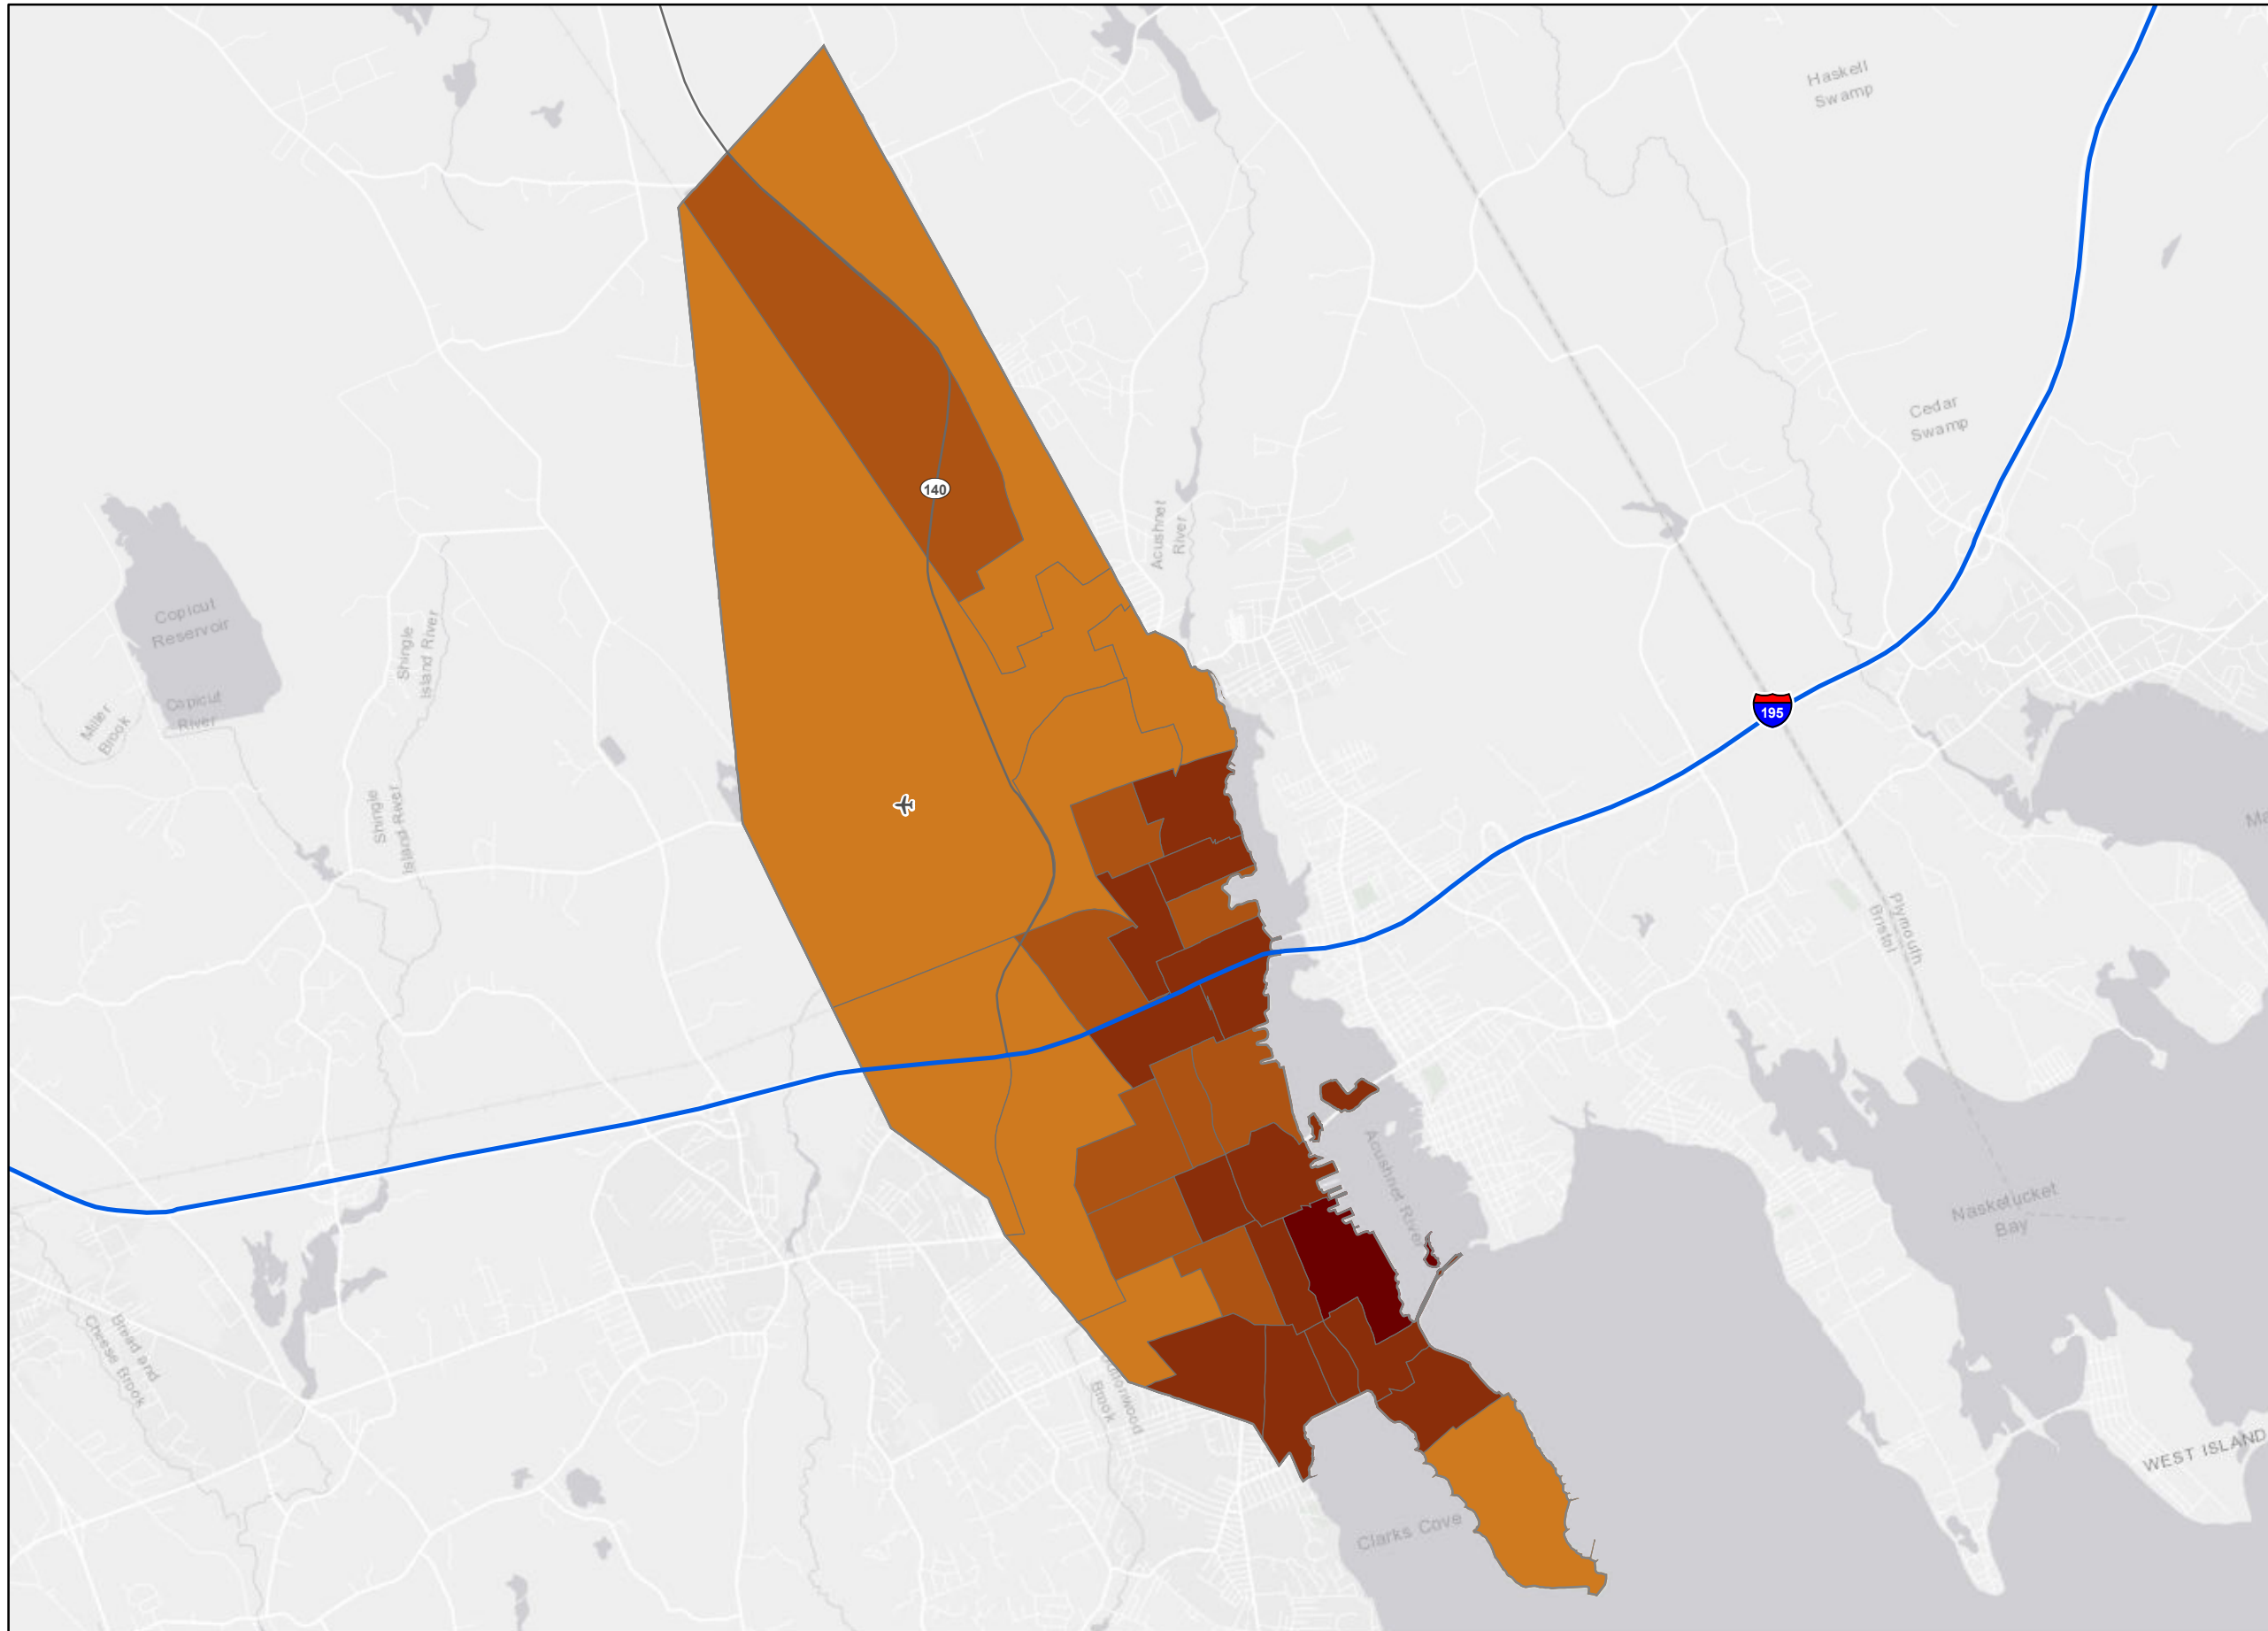 Haskell
Swamp
Cedar
Swamp
140
Acushnet
River
Copicut
Reservoir
Shingle
Island River
Copicut
River
Miller
Brook
195
Shingle
Island River
Plymouth
Bristol
Acushnet River
Nasketucket
Bay
Bread and
Cheese Brook
Brook
WEST ISLAND
Clarks Cove